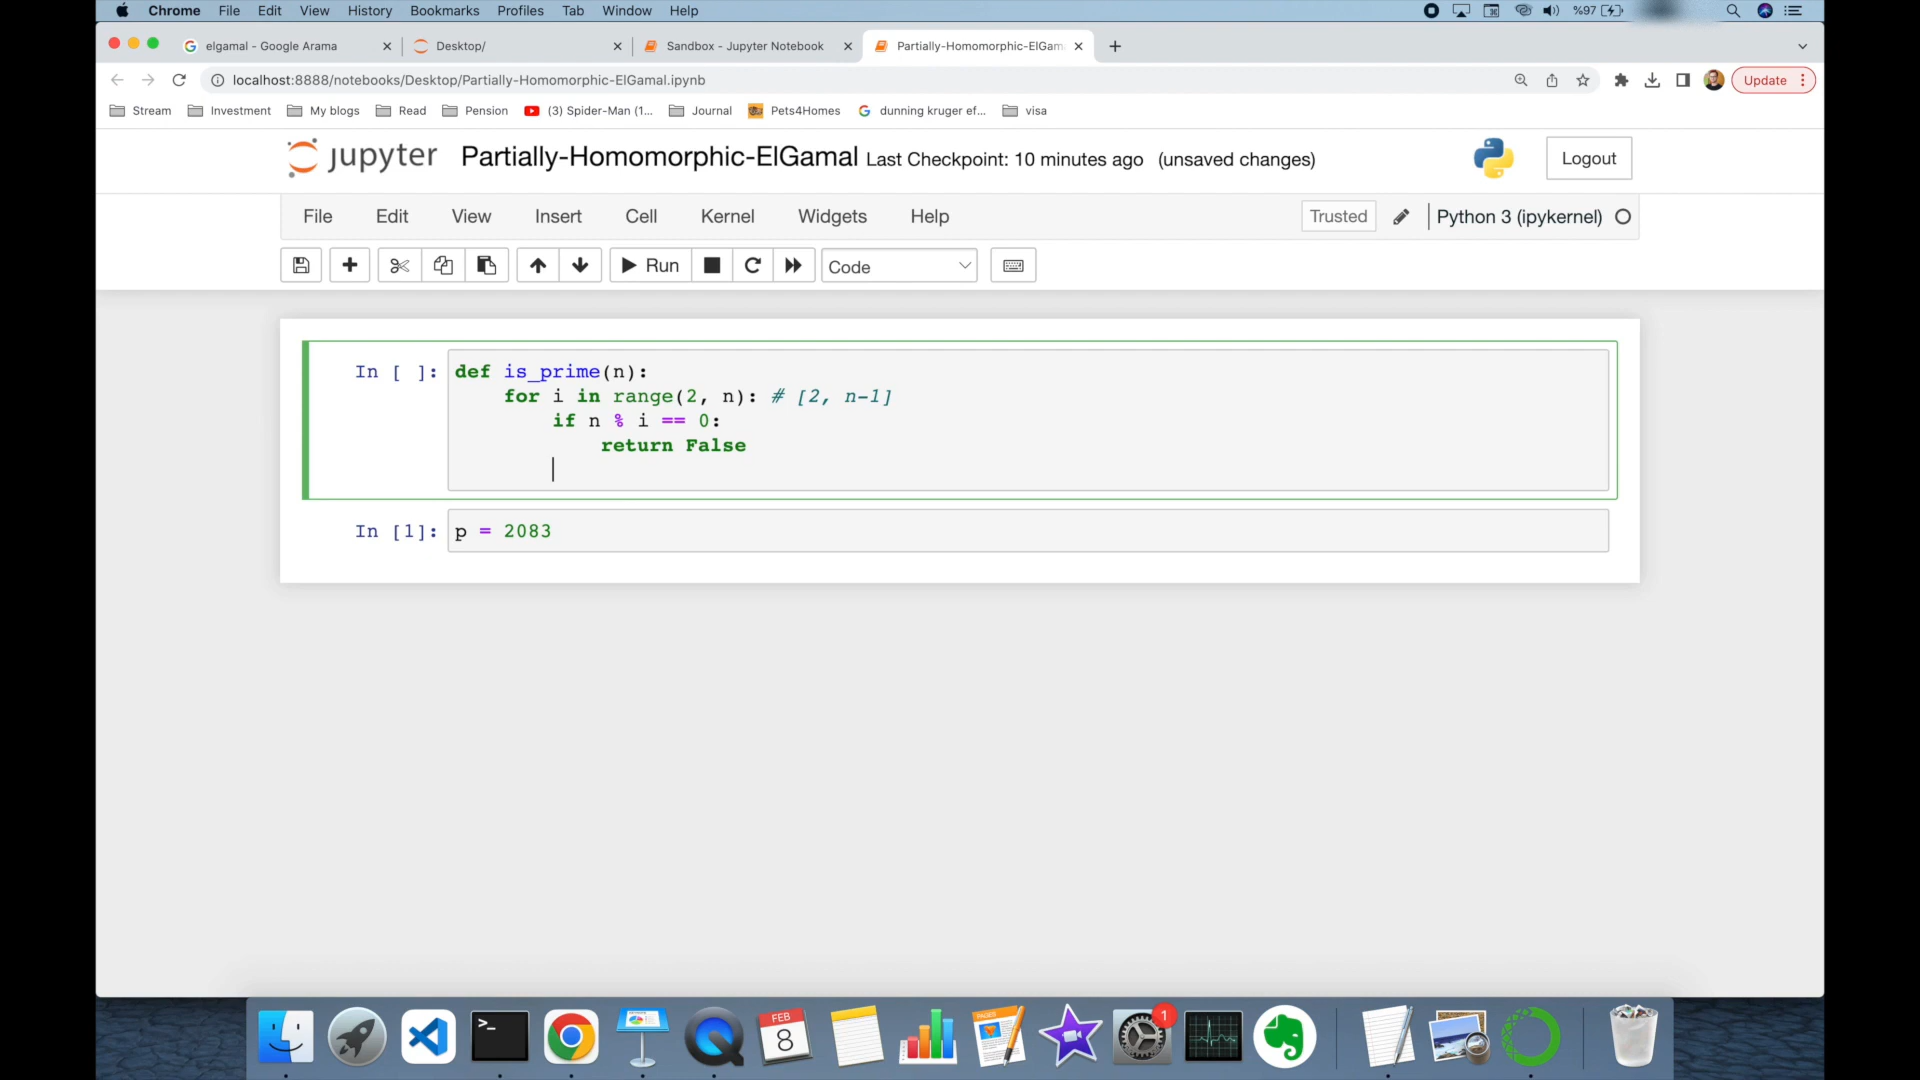 Chrome File Edit View History Bookmarks Profiles Tab Window Help %97
elgamal - Google Arama Desktop/ Sandbox - Jupyter Notebook Partially-Homomorphic-ElGam
localhost:8888/notebooks/Desktop/Partially-Homomorphic-ElGamal.ipynb Update
Stream Investment My blogs Read Pension (3) Spider-Man (1... Journal Pets4Homes dunning kruger ef... visa
jupyter Partially-Homomorphic-ElGamal Last Checkpoint: 10 minutes ago (unsaved changes) Logout
File Edit View Insert Cell Kernel Widgets Help Trusted Python 3 (ipykernel)
Run Code
In [ ]: def is_prime(n):
for i in range(2, n): # [2, n-1]
if n % i == 0:
return False
In [1]: p = 2083
>_ FEB 8 PAGES 1